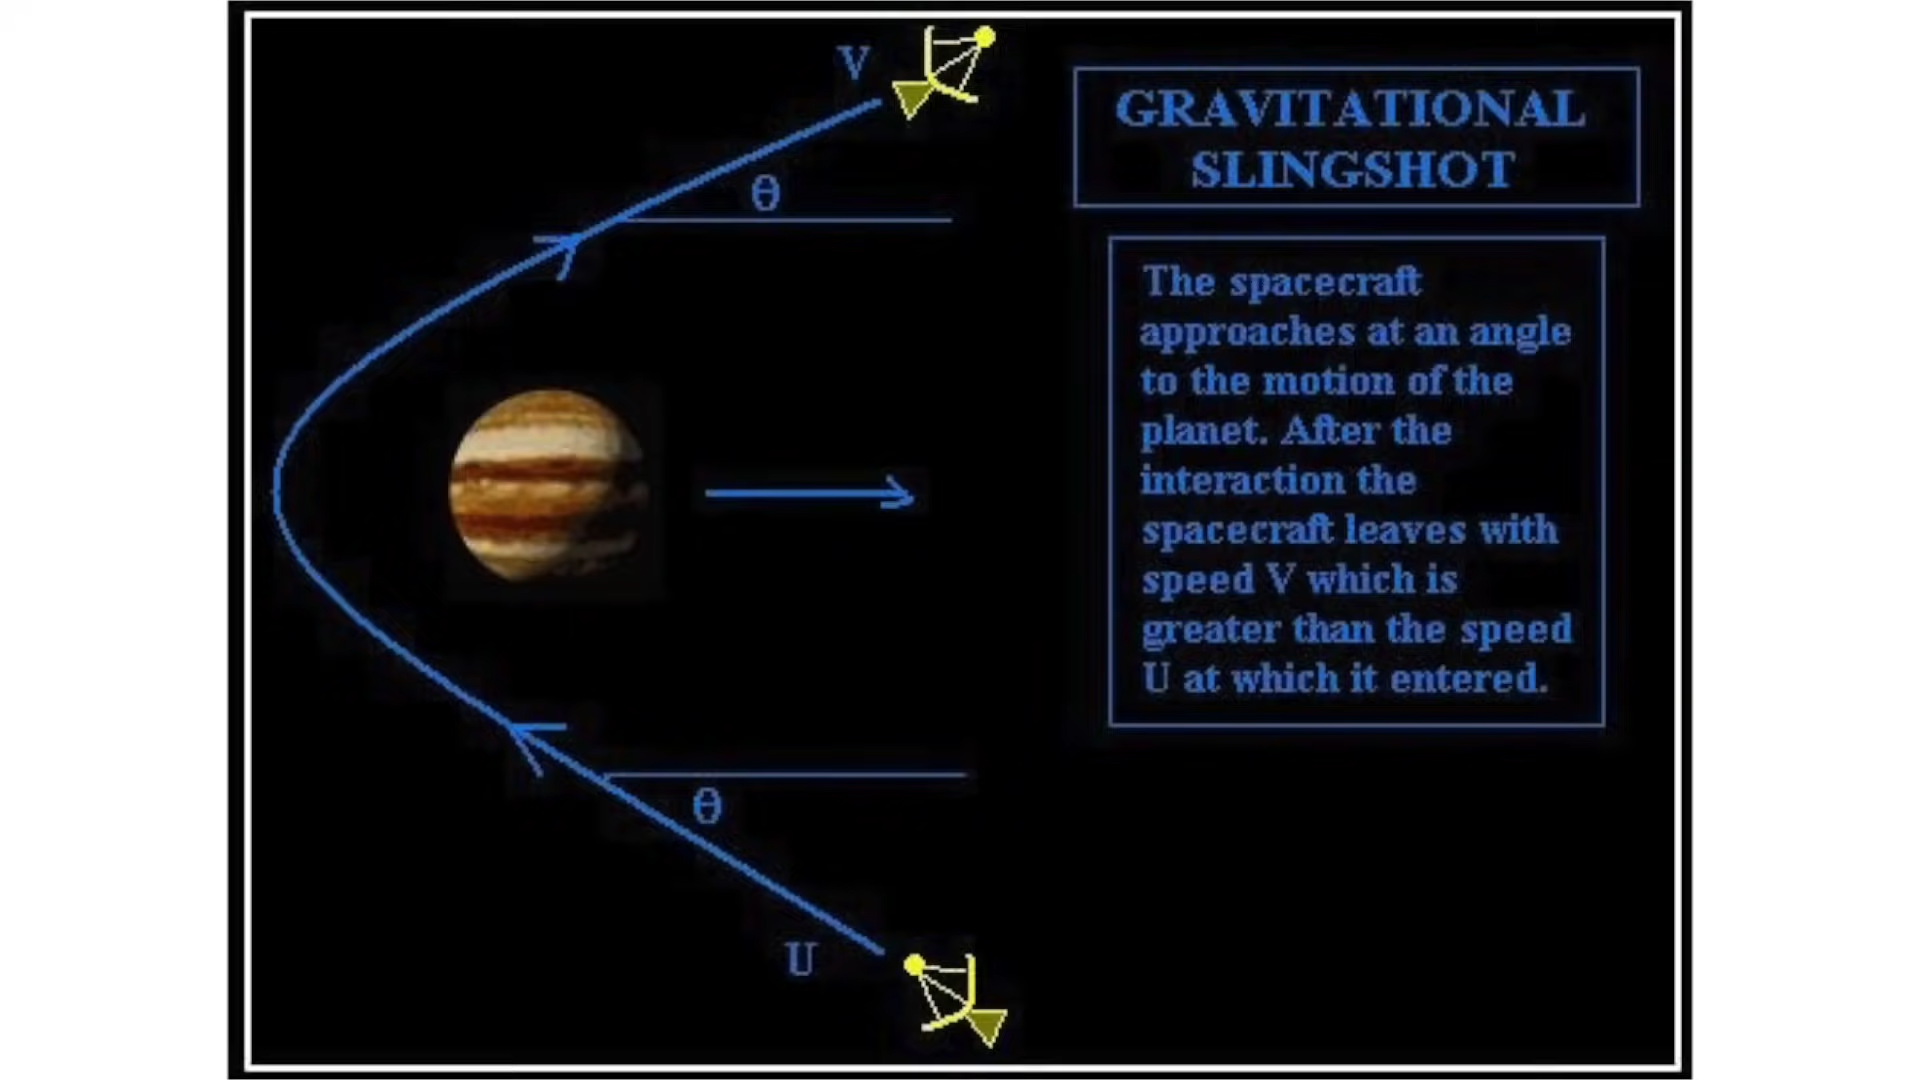 V
GRAVITATIONAL
SLINGSHOT
θ
The spacecraft
approaches at an angle
to the motion of the
planet. After the
interaction the
spacecraft leaves with
speed V which is
greater than the speed
U at which it entered.
θ
U